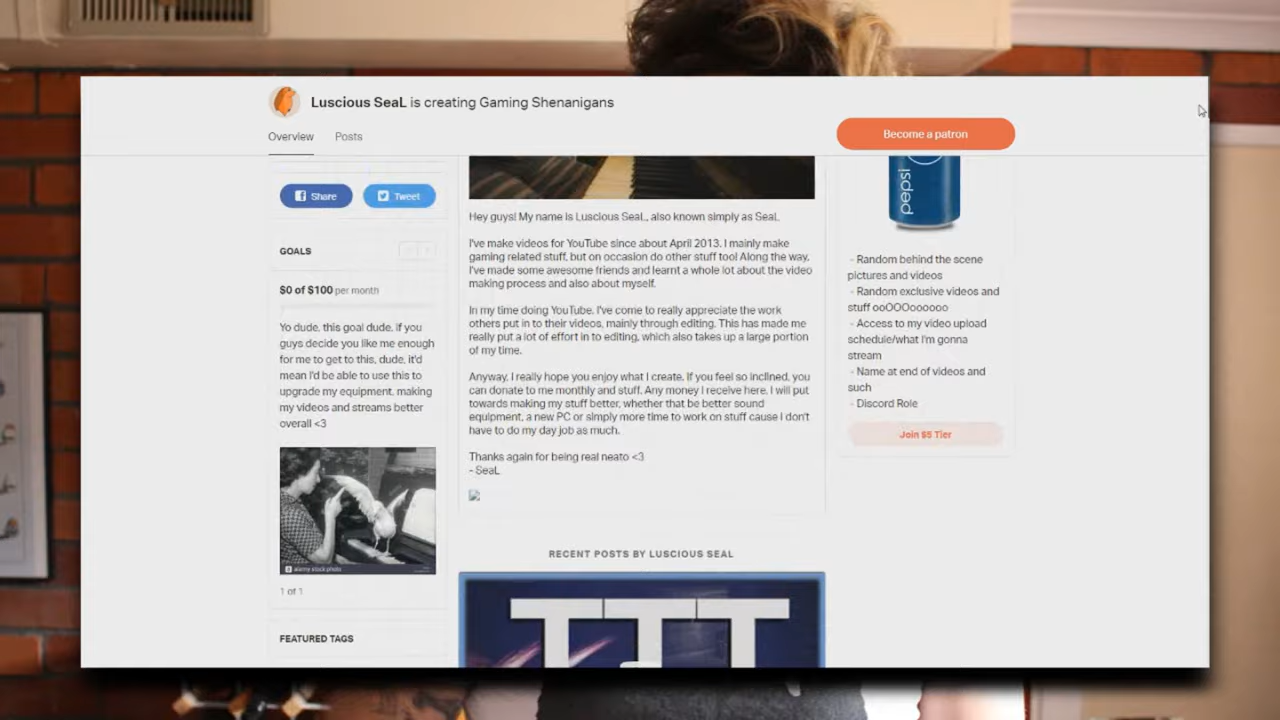 Luscious SeaL is creating Gaming Shenanigans
Overview
Posts
Become a patron
Share
Tweet
GOALS
$0 of $100 per month
Yo dude, this goal dude, if you
guys decide you like me enough
for me to get to this, dude, it'd
mean I'd be able to use this to
upgrade my equipment, making
my videos and streams better
overall <3
alamy stock photo
1 of 1
FEATURED TAGS
Hey guys! My name is Luscious SeaL, also known simply as SeaL.
I've make videos for YouTube since about April 2013. I mainly make
gaming related stuff, but on occasion do other stuff too! Along the way,
I've made some awesome friends and learnt a whole lot about the video
making process and also about myself.
In my time doing YouTube, I've come to really appreciate the work
others put in to their videos, mainly through editing. This has made me
really put a lot of effort in to editing, which also takes up a large portion
of my time.
Anyway, I really hope you enjoy what I create. If you feel so inclined, you
can donate to me monthly and stuff. Any money I receive here, I will put
towards making my stuff better, whether that be better sound
equipment, a new PC or simply more time to work on stuff cause I don't
have to do my day job as much.
Thanks again for being real neato <3
- SeaL
RECENT POSTS BY LUSCIOUS SEAL
TTT
pepsi
- Random behind the scene
pictures and videos
- Random exclusive videos and
stuff ooOOOoooooo
- Access to my video upload
schedule/what I'm gonna
stream
- Name at end of videos and
such
- Discord Role
Join $5 Tier